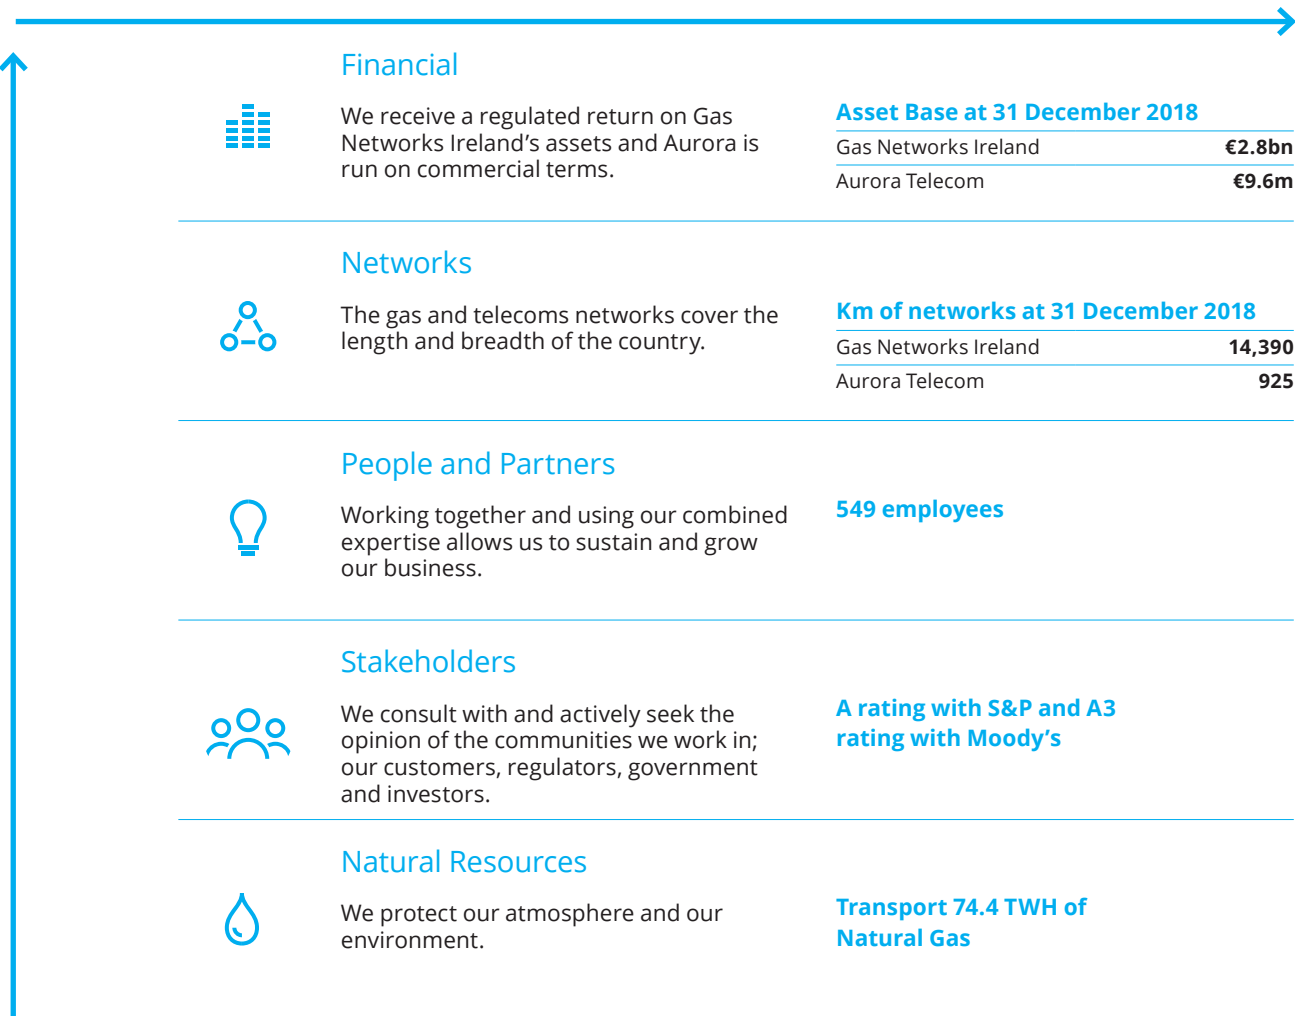 Financial
We receive a regulated return on Gas
Networks Ireland’s assets and Aurora is
run on commercial terms.
Asset Base at 31 December 2018
Gas Networks Ireland €2.8bn
Aurora Telecom €9.6m
Networks
The gas and telecoms networks cover the
length and breadth of the country.
Km of networks at 31 December 2018
Gas Networks Ireland 14,390
Aurora Telecom 925
People and Partners
Working together and using our combined
expertise allows us to sustain and grow
our business.
549 employees
Stakeholders
We consult with and actively seek the
opinion of the communities we work in;
our customers, regulators, government
and investors.
A rating with S&P and A3
rating with Moody’s
Natural Resources
We protect our atmosphere and our
environment.
Transport 74.4 TWH of
Natural Gas